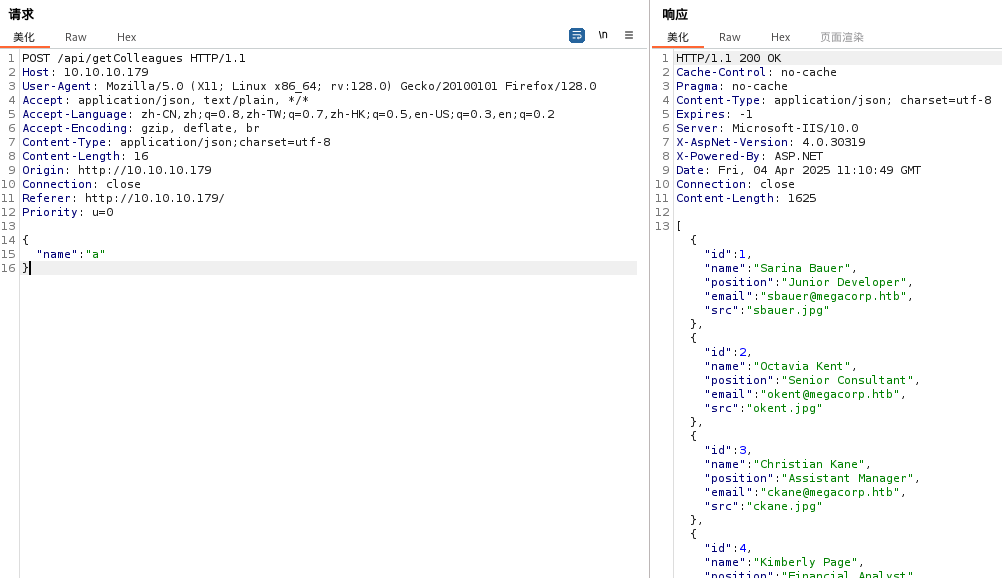 请求
美化 Raw Hex \n
1 POST /api/getColleagues HTTP/1.1
2 Host: 10.10.10.179
3 User-Agent: Mozilla/5.0 (X11; Linux x86_64; rv:128.0) Gecko/20100101 Firefox/128.0
4 Accept: application/json, text/plain, */*
5 Accept-Language: zh-CN,zh;q=0.8,zh-TW;q=0.7,zh-HK;q=0.5,en-US;q=0.3,en;q=0.2
6 Accept-Encoding: gzip, deflate, br
7 Content-Type: application/json;charset=utf-8
8 Content-Length: 16
9 Origin: http://10.10.10.179
10 Connection: close
11 Referer: http://10.10.10.179/
12 Priority: u=0
13
14 {
15 "name":"a"
16 }
响应
美化 Raw Hex 页面渲染
1 HTTP/1.1 200 OK
2 Cache-Control: no-cache
3 Pragma: no-cache
4 Content-Type: application/json; charset=utf-8
5 Expires: -1
6 Server: Microsoft-IIS/10.0
7 X-AspNet-Version: 4.0.30319
8 X-Powered-By: ASP.NET
9 Date: Fri, 04 Apr 2025 11:10:49 GMT
10 Connection: close
11 Content-Length: 1625
12
13 [
{
"id":1,
"name":"Sarina Bauer",
"position":"Junior Developer",
"email":"sbauer@megacorp.htb",
"src":"sbauer.jpg"
},
{
"id":2,
"name":"Octavia Kent",
"position":"Senior Consultant",
"email":"okent@megacorp.htb",
"src":"okent.jpg"
},
{
"id":3,
"name":"Christian Kane",
"position":"Assistant Manager",
"email":"ckane@megacorp.htb",
"src":"ckane.jpg"
},
{
"id":4,
"name":"Kimberly Page",
"position":"Financial Analyst",